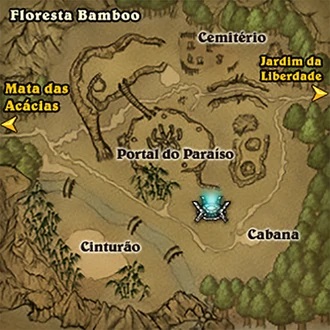 Floresta Bamboo
Cemitério
Jardim da
Liberdade
Mata das
Acácias
Portal do Paraíso
Cabana
Cinturão